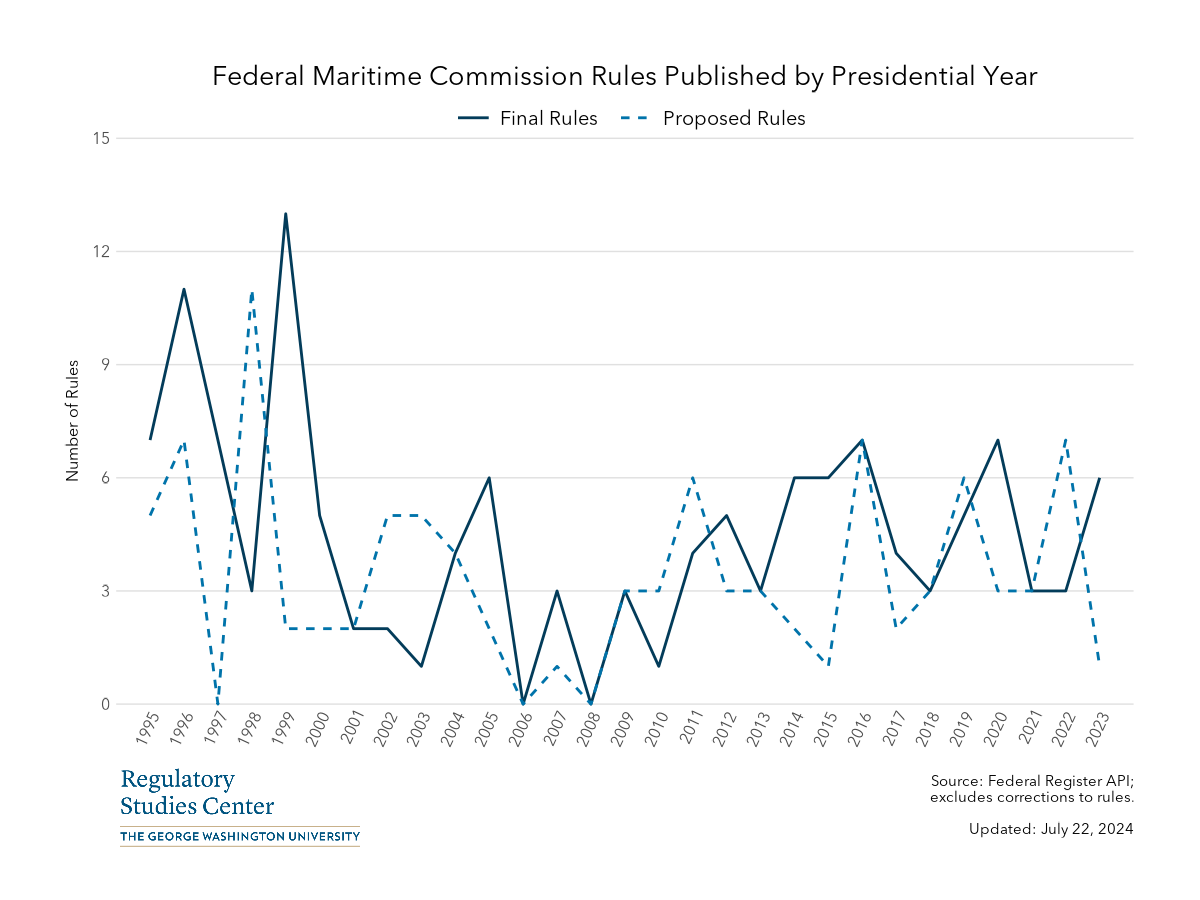 Federal Maritime Commission Rules Published by Presidential Year
Final Rules Proposed Rules
15
12
9
6
3
0
Number of Rules
1995 1996 1997 1998 1999 2000 2001 2002 2003 2004 2005 2006 2007 2008 2009 2010 2011 2012 2013 2014 2015 2016 2017 2018 2019 2020 2021 2022 2023
Regulatory
Studies Center
THE GEORGE WASHINGTON UNIVERSITY
Source: Federal Register API;
excludes corrections to rules.
Updated: July 22, 2024